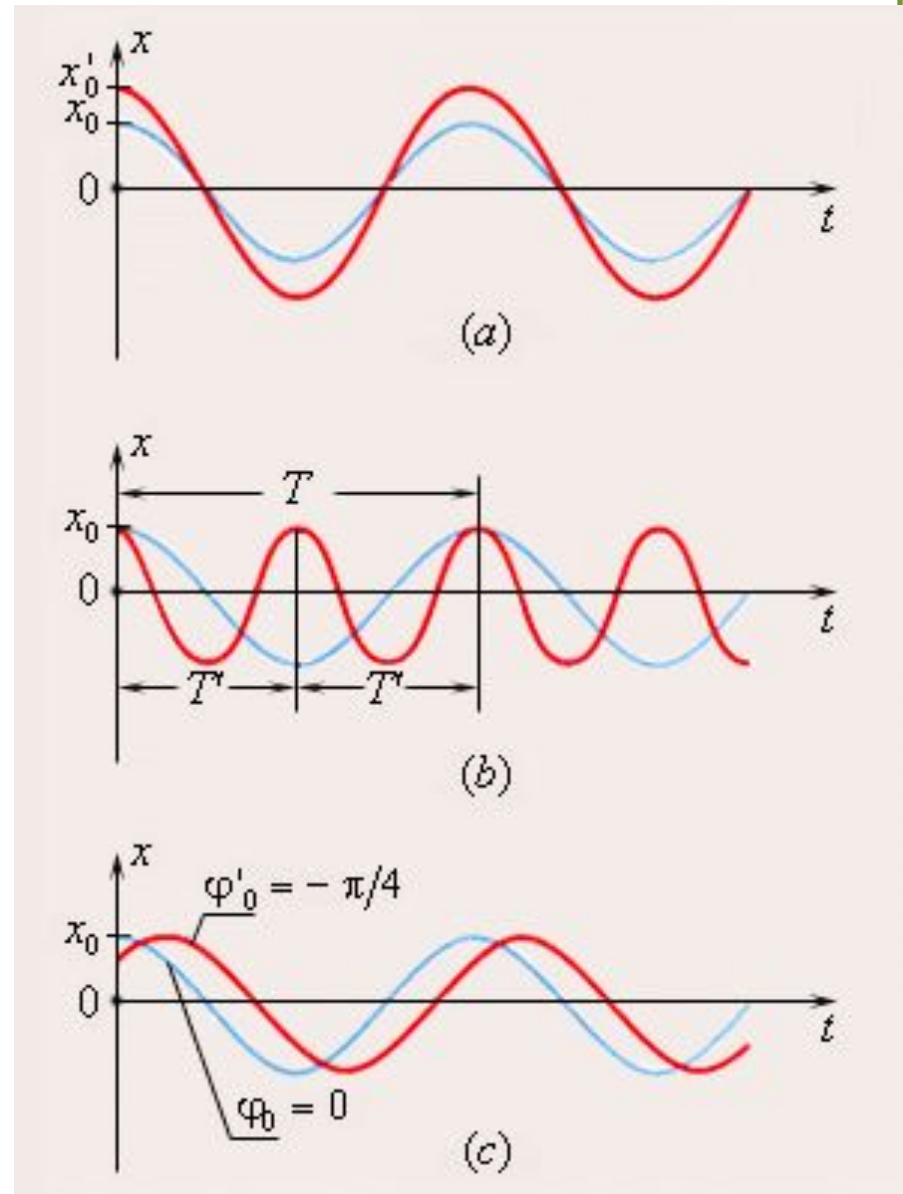 x
x'₀
x₀
0
t
(a)
x
T
x₀
0
t
T' T'
(b)
x
φ'₀ = − π/4
x₀
0
t
φ₀ = 0
(c)